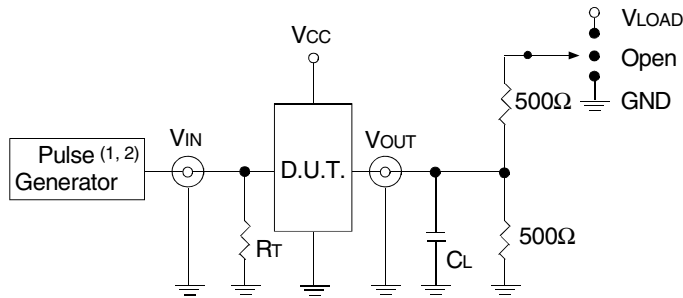 VLOAD
VCC
Open
500Ω
GND
Pulse (1, 2)
Generator
VIN
D.U.T.
VOUT
RT
CL
500Ω